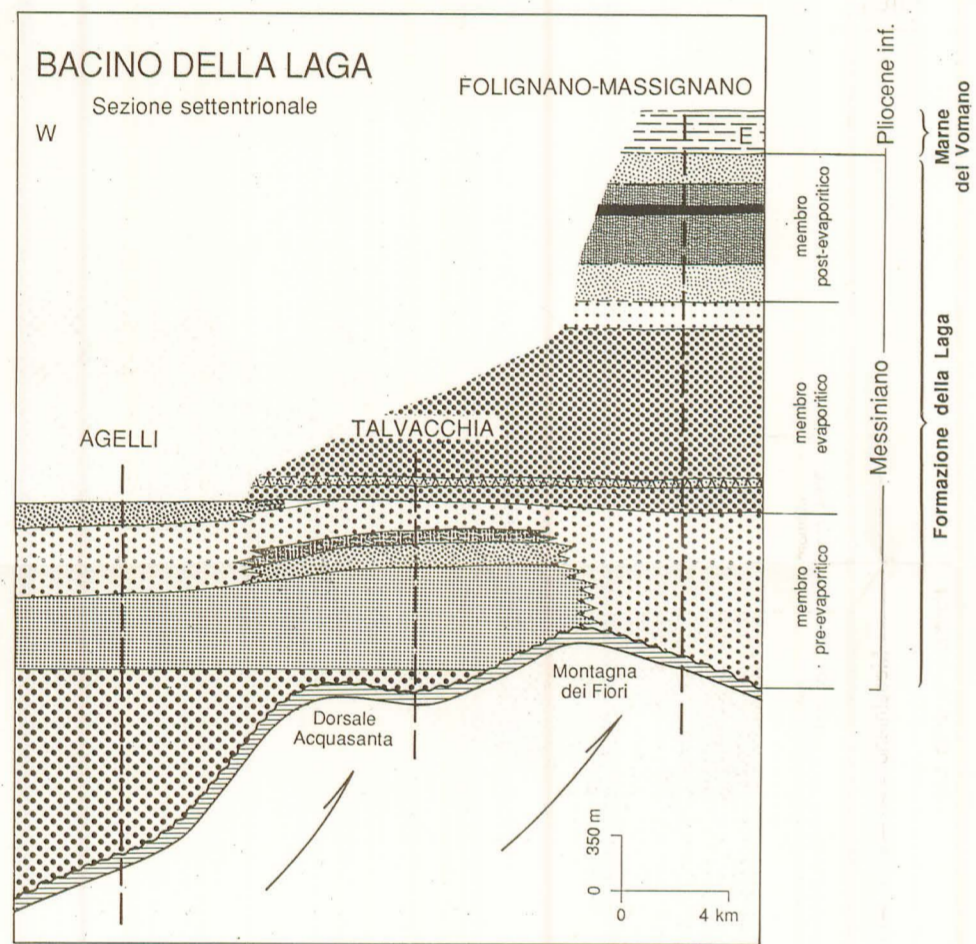 BACINO DELLA LAGA
Sezione settentrionale
W
FOLIGNANO-MASSIGNANO
E
AGELLI
TALVACCHIA
Dorsale
Acquasanta
Montagna
dei Fiori
350 m
0
0 4 km
membro
post-evaporitico
membro
evaporitico
membro
pre-evaporitico
Pliocene inf.
Messiniano
Marne
del Vomano
Formazione della Laga